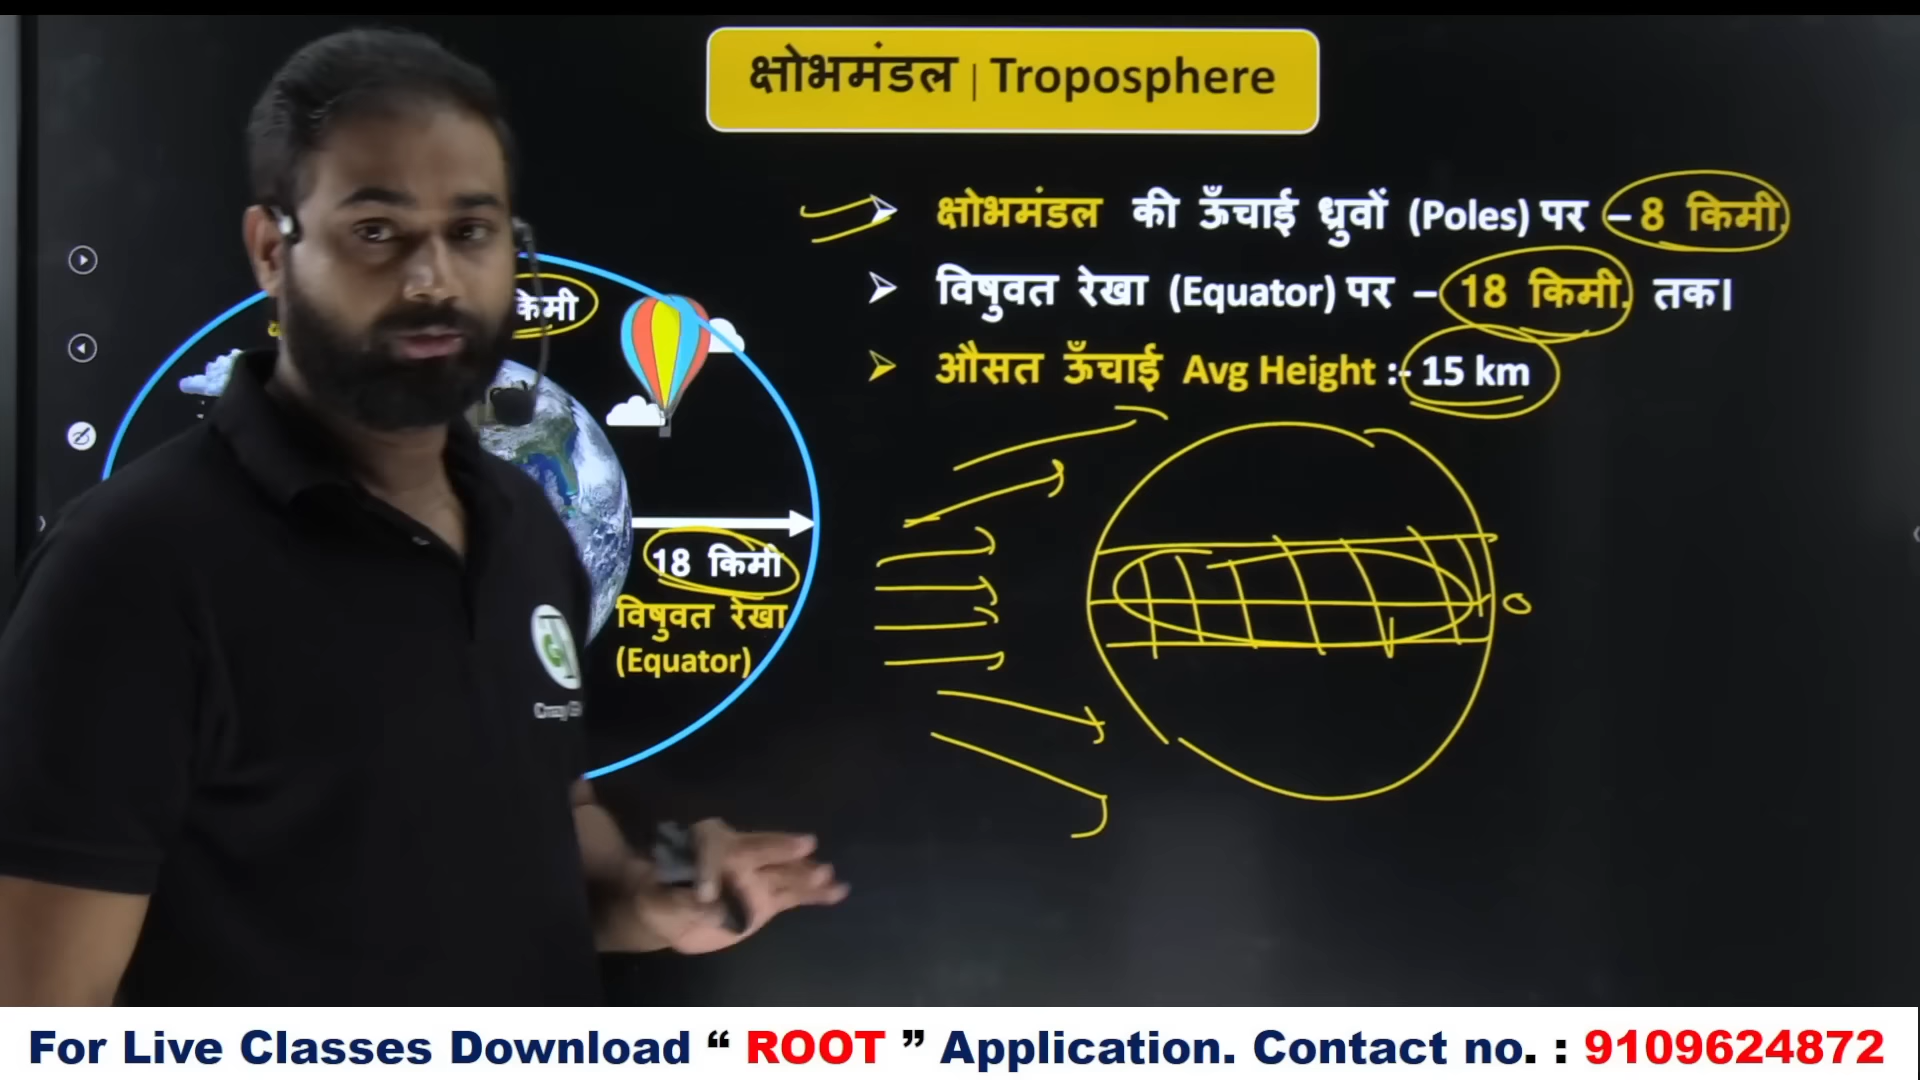 क्षोभमंडल | Troposphere
क्षोभमंडल की ऊँचाई ध्रुवों (Poles) पर – 8 किमी.
विषुवत रेखा (Equator) पर – 18 किमी. तक।
औसत ऊँचाई Avg Height :- 15 km
किमी
18 किमी
विषुवत रेखा
(Equator)
0
For Live Classes Download “ ROOT ” Application. Contact no. : 9109624872